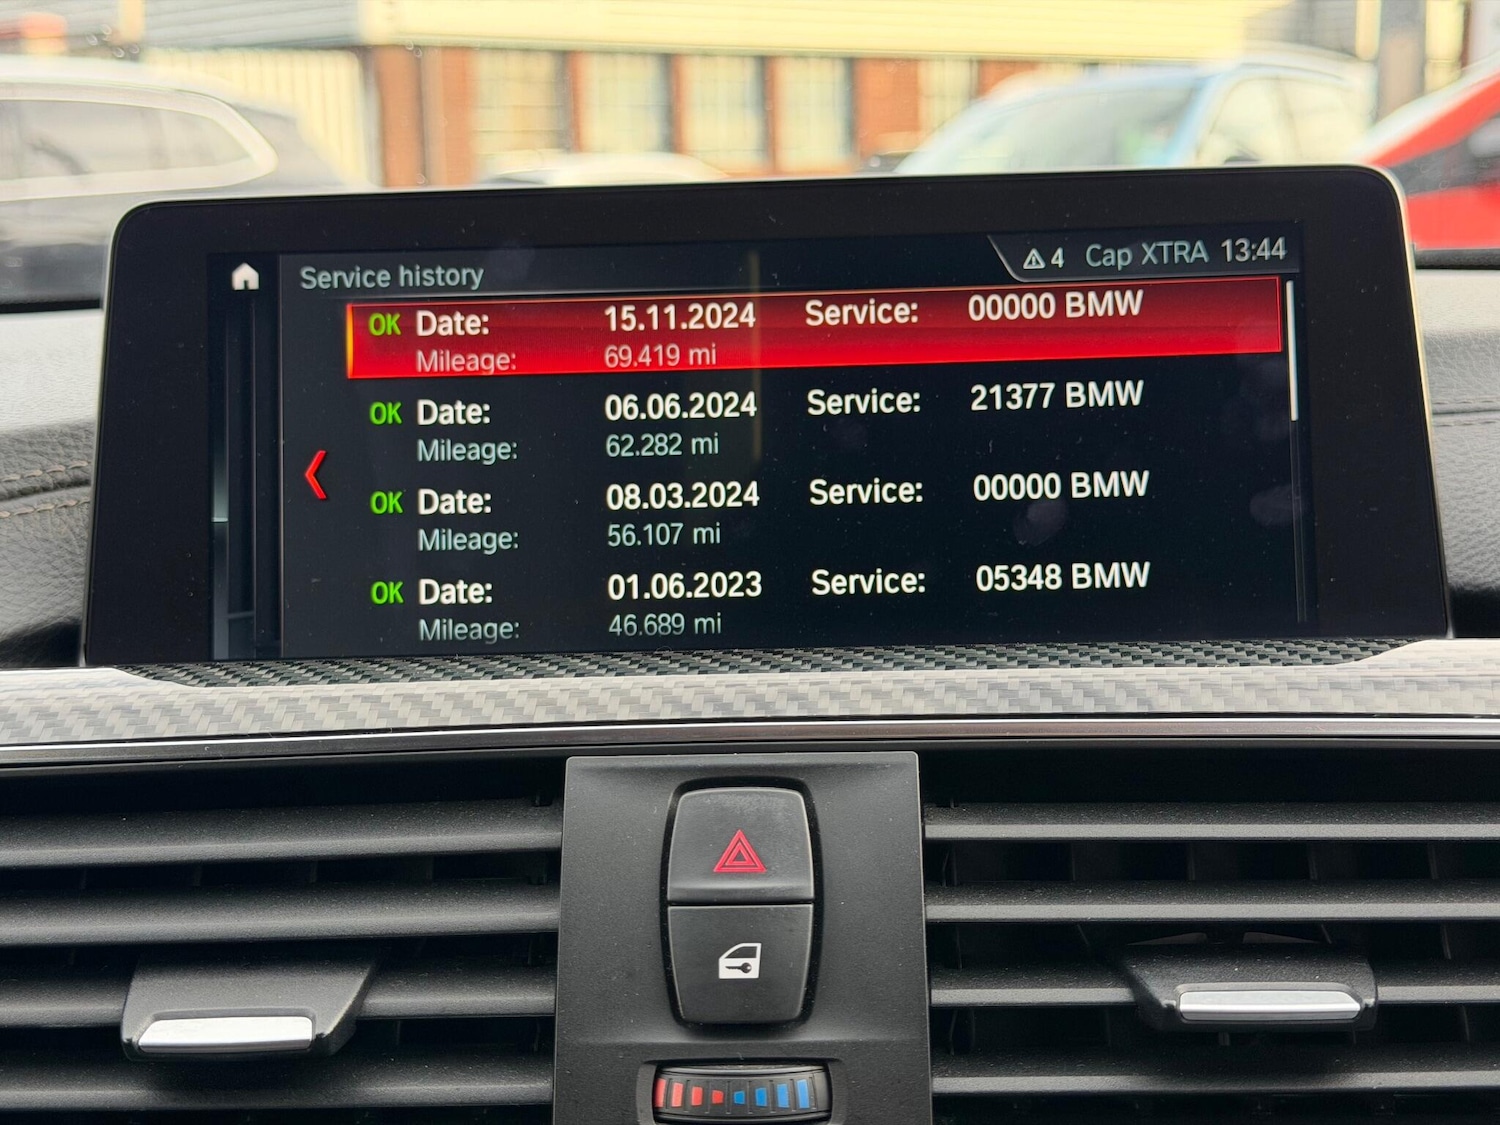 Service history 4 Cap XTRA 13:44
OK Date: 15.11.2024 Service: 00000 BMW
Mileage: 69.419 mi
OK Date: 06.06.2024 Service: 21377 BMW
Mileage: 62.282 mi
OK Date: 08.03.2024 Service: 00000 BMW
Mileage: 56.107 mi
OK Date: 01.06.2023 Service: 05348 BMW
Mileage: 46.689 mi